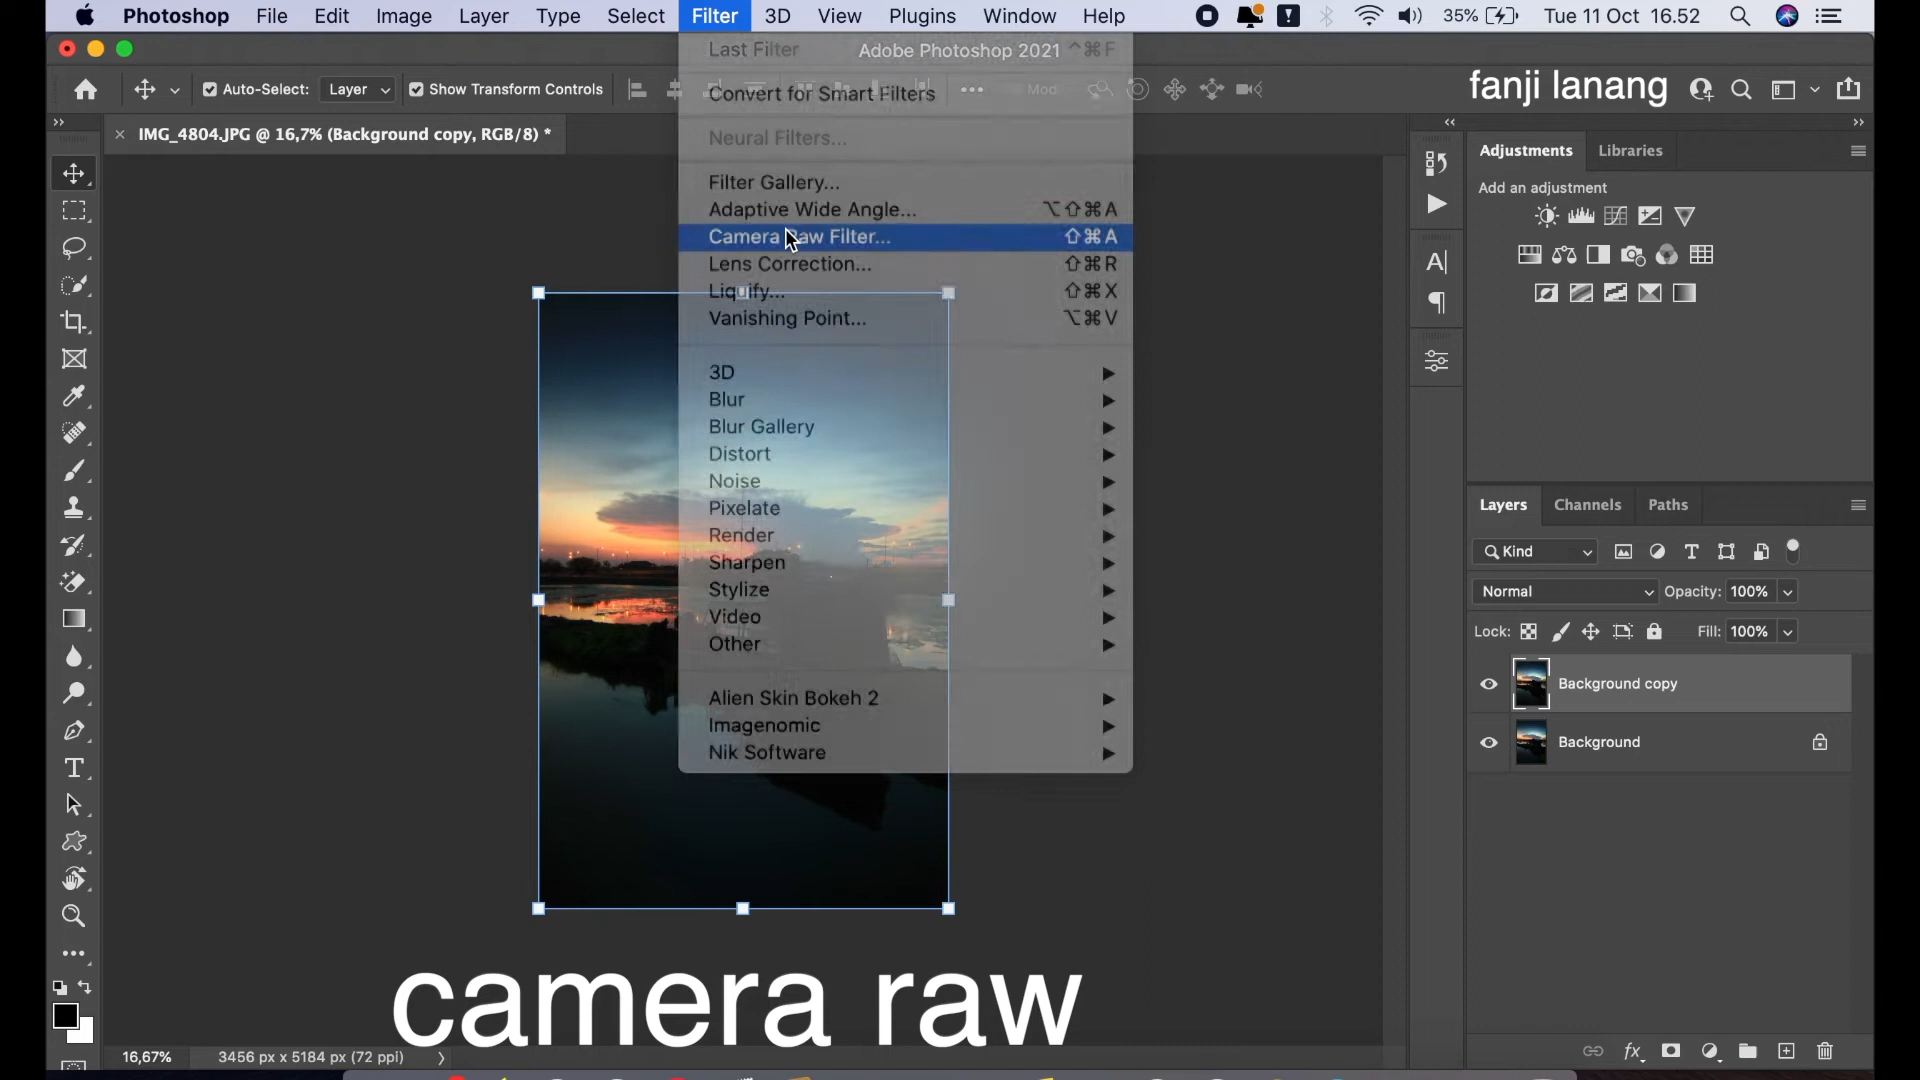 Photoshop File Edit Image Layer Type Select Filter 3D View Plugins Window Help 35% Tue 11 Oct 16.52
Last Filter ⌃⌘F
Adobe Photoshop 2021
Auto-Select: Layer Show Transform Controls ••• Mod
fanji lanang
× IMG_4804.JPG @ 16,7% (Background copy, RGB/8) *
Convert for Smart Filters
Neural Filters...
Filter Gallery...
Adaptive Wide Angle... ⌥⇧⌘A
Camera Raw Filter... ⇧⌘A
Lens Correction... ⇧⌘R
Liquify... ⇧⌘X
Vanishing Point... ⌥⌘V
3D
Blur
Blur Gallery
Distort
Noise
Pixelate
Render
Sharpen
Stylize
Video
Other
Alien Skin Bokeh 2
Imagenomic
Nik Software
Adjustments Libraries
Add an adjustment
Layers Channels Paths
Kind
Normal Opacity: 100%
Lock: Fill: 100%
Background copy
Background
fx
camera raw
16,67% 3456 px x 5184 px (72 ppi)